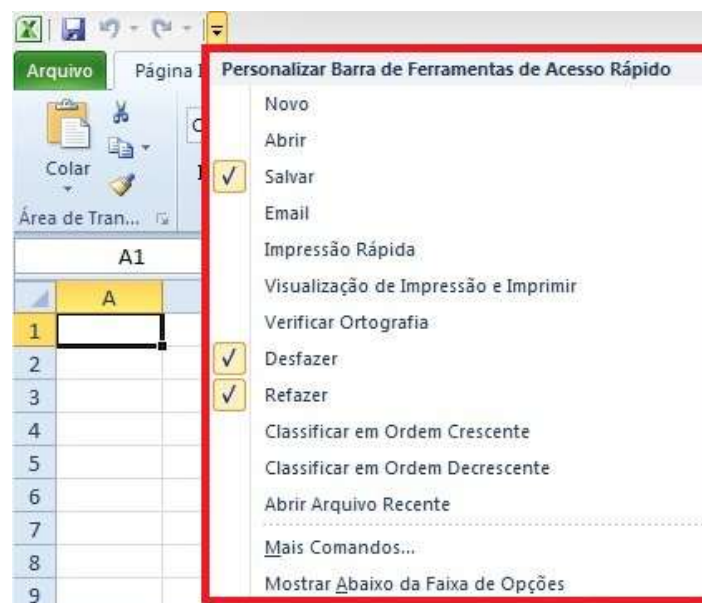 Arquivo
Página I
Personalizar Barra de Ferramentas de Acesso Rápido
Novo
Abrir
Colar
Salvar
Área de Tran...
Email
A1
Impressão Rápida
Visualização de Impressão e Imprimir
A
Verificar Ortografia
1
Desfazer
2
Refazer
3
Classificar em Ordem Crescente
4
Classificar em Ordem Decrescente
5
Abrir Arquivo Recente
6
7
Mais Comandos...
8
Mostrar Abaixo da Faixa de Opções
9